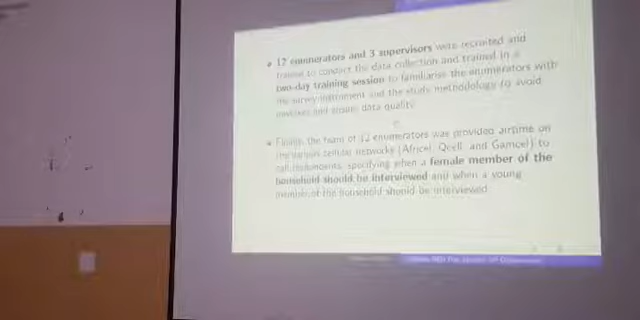 12 enumerators and 3 supervisors were recruited and
trained to conduct the data collection and trained in a
two-day training session to familiarise the enumerators with
the survey instrument and the study methodology to avoid
mistakes and ensure data quality
Finally, the team of 12 enumerators was provided airtime on
the various cellular networks (Africel, Qcell and Gamcel) to
call respondents, specifying when a female member of the
household should be interviewed and when a young
member of the household should be interviewed